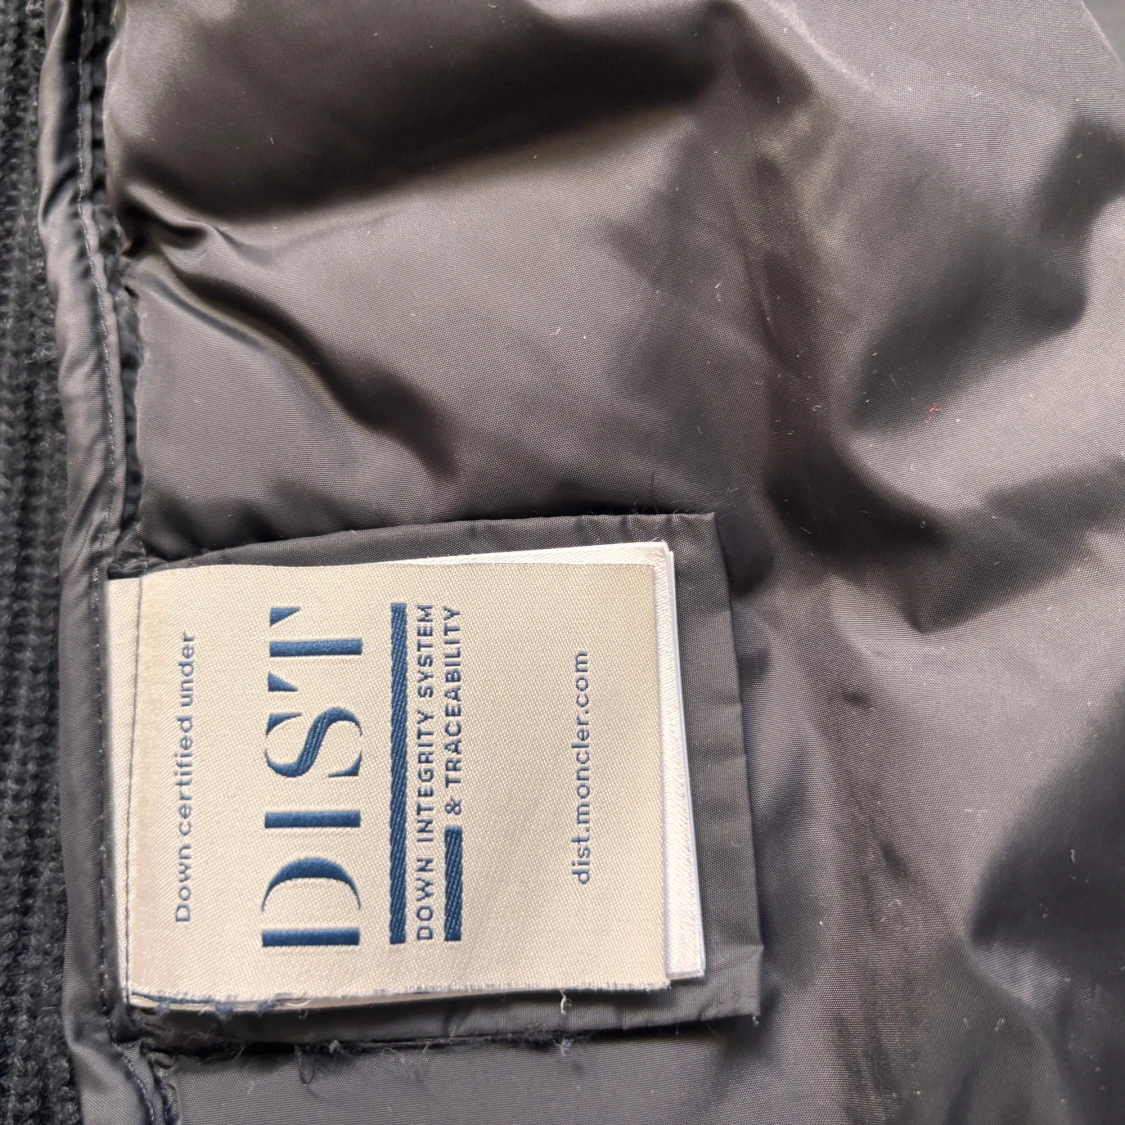 Down certified under
DIST
DOWN INTEGRITY SYSTEM
& TRACEABILITY
dist.moncler.com